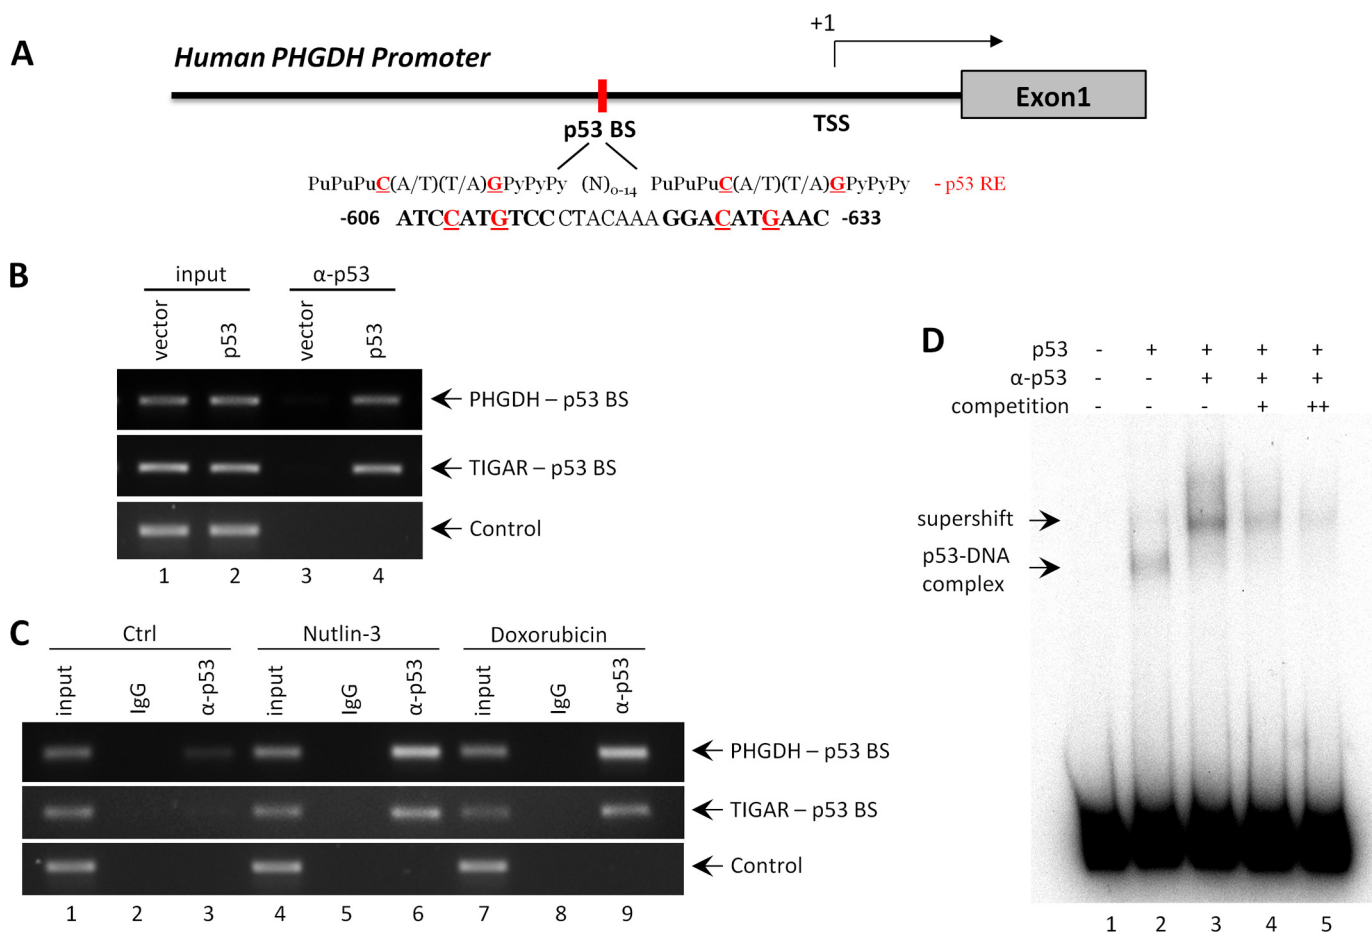 A
Human PHGDH Promoter
+1
Exon1
p53 BS
TSS
PuPuPuC(A/T)(T/A)GPyPyPy (N)0-14 PuPuPuC(A/T)(T/A)GPyPyPy - p53 RE
-606 ATCCATGTCCCTACAAAGGACATGAAC -633
B
input α-p53
vector p53 vector p53
PHGDH – p53 BS
TIGAR – p53 BS
Control
1 2 3 4
C
Ctrl Nutlin-3 Doxorubicin
input IgG α-p53 input IgG α-p53 input IgG α-p53
PHGDH – p53 BS
TIGAR – p53 BS
Control
1 2 3 4 5 6 7 8 9
D
p53 - + + + +
α-p53 - - + + +
competition - - - + ++
supershift
p53-DNA
complex
1 2 3 4 5